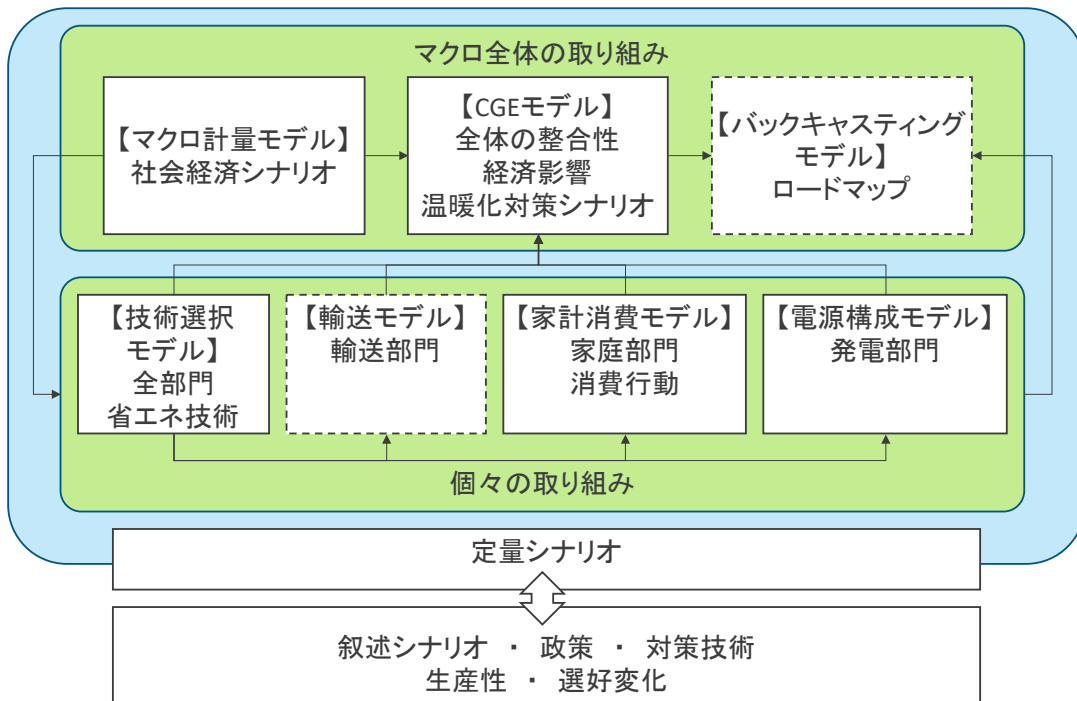 マクロ全体の取り組み
【マクロ計量モデル】
社会経済シナリオ
【CGEモデル】
全体の整合性
経済影響
温暖化対策シナリオ
【バックキャスティング
モデル】
ロードマップ
【技術選択
モデル】
全部門
省エネ技術
【輸送モデル】
輸送部門
【家計消費モデル】
家庭部門
消費行動
【電源構成モデル】
発電部門
個々の取り組み
定量シナリオ
叙述シナリオ ・ 政策 ・ 対策技術
生産性 ・ 選好変化